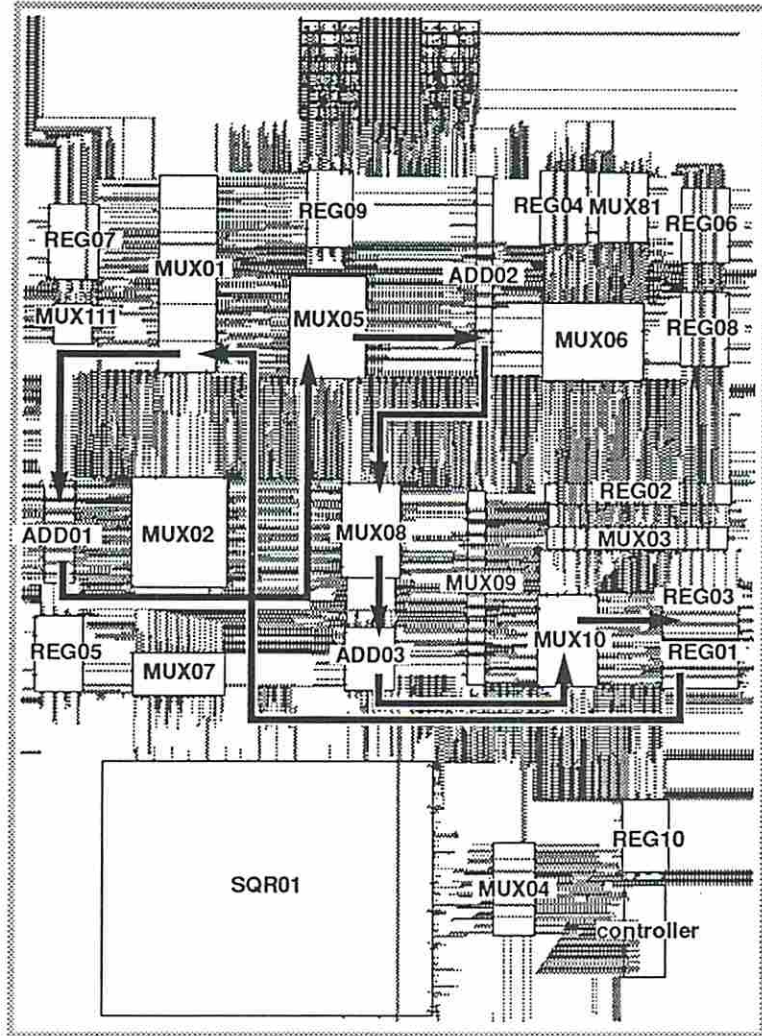 REG09
REG04
MUX81
REG06
REG07
MUX01
ADD02
MUX111
MUX05
MUX06
REG08
REG02
ADD01
MUX02
MUX08
MUX03
MUX09
REG03
REG05
MUX07
ADD03
MUX10
REG01
REG10
SQR01
MUX04
controller